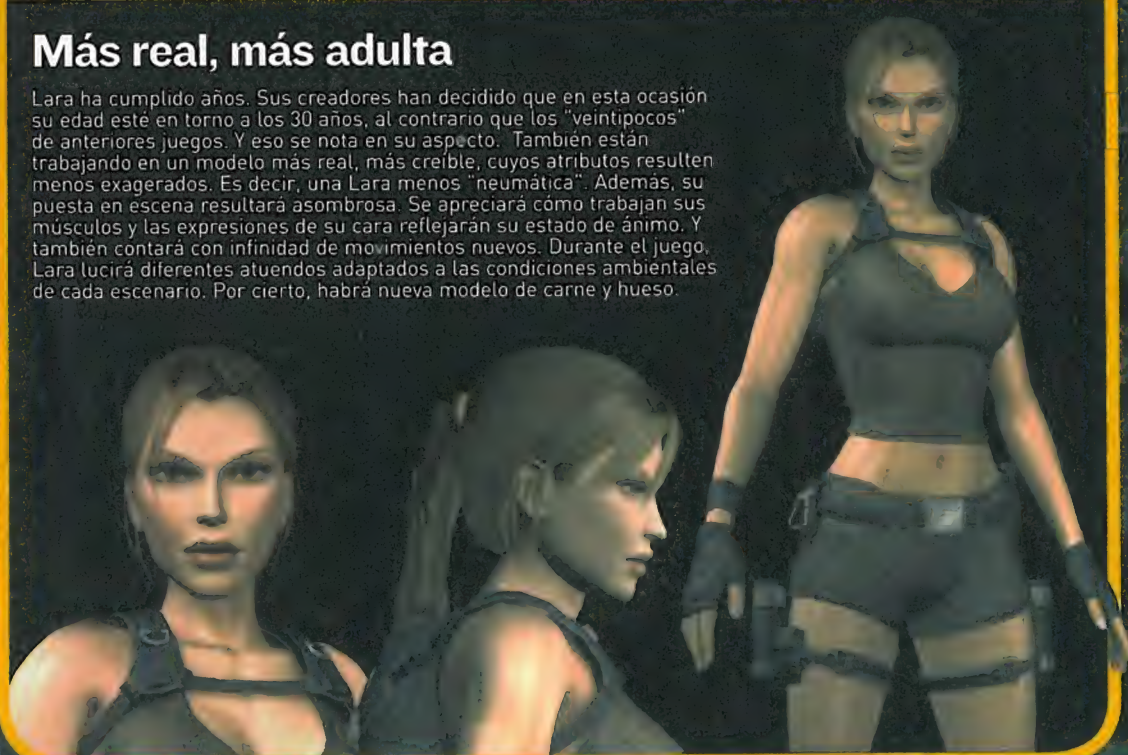 Más real, más adulta
Lara ha cumplido años. Sus creadores han decidido que en esta ocasión
su edad esté en torno a los 30 años, al contrario que los "veintipocos"
de anteriores juegos. Y eso se nota en su aspecto. También están
trabajando en un modelo más real, más creíble, cuyos atributos resulten
menos exagerados. Es decir, una Lara menos "neumática". Además, su
puesta en escena resultará asombrosa. Se apreciará cómo trabajan sus
músculos y las expresiones de su cara reflejarán su estado de ánimo. Y
también contará con infinidad de movimientos nuevos. Durante el juego,
Lara lucirá diferentes atuendos adaptados a las condiciones ambientales
de cada escenario. Por cierto, habrá nueva modelo de carne y hueso.